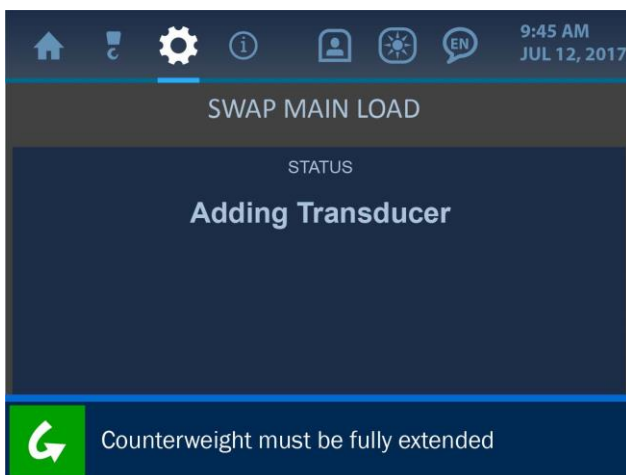 EN
9:45 AM
JUL 12, 2017
SWAP MAIN LOAD
STATUS
Adding Transducer
Counterweight must be fully extended